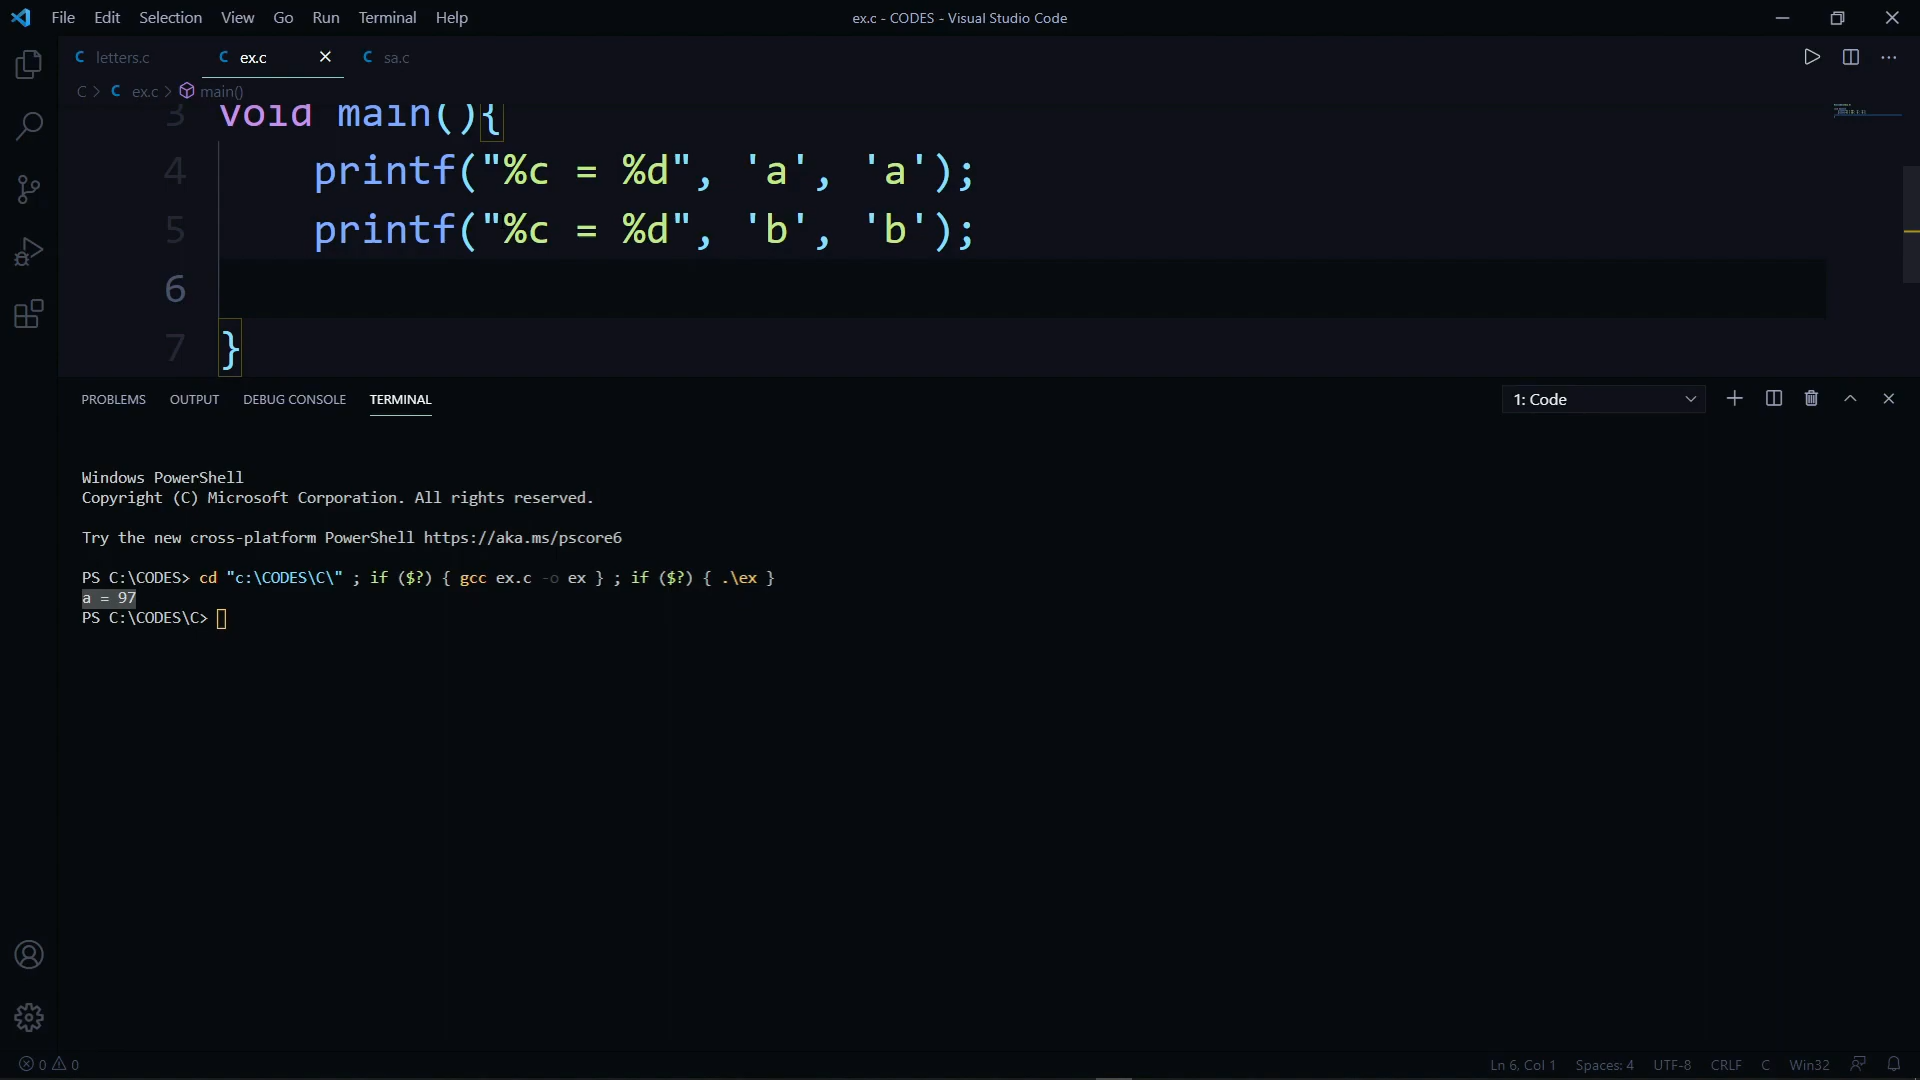 File Edit Selection View Go Run Terminal Help
ex.c - CODES - Visual Studio Code
C letters.c C ex.c C sa.c
C > C ex.c > main()
3 void main(){
4 printf("%c = %d", 'a', 'a');
5 printf("%c = %d", 'b', 'b');
6
7 }
PROBLEMS OUTPUT DEBUG CONSOLE TERMINAL 1: Code
Windows PowerShell
Copyright (C) Microsoft Corporation. All rights reserved.
Try the new cross-platform PowerShell https://aka.ms/pscore6
PS C:\CODES> cd "c:\CODES\C\" ; if ($?) { gcc ex.c -o ex } ; if ($?) { .\ex }
a = 97
PS C:\CODES\C>
0 0 Ln 6, Col 1 Spaces: 4 UTF-8 CRLF C Win32